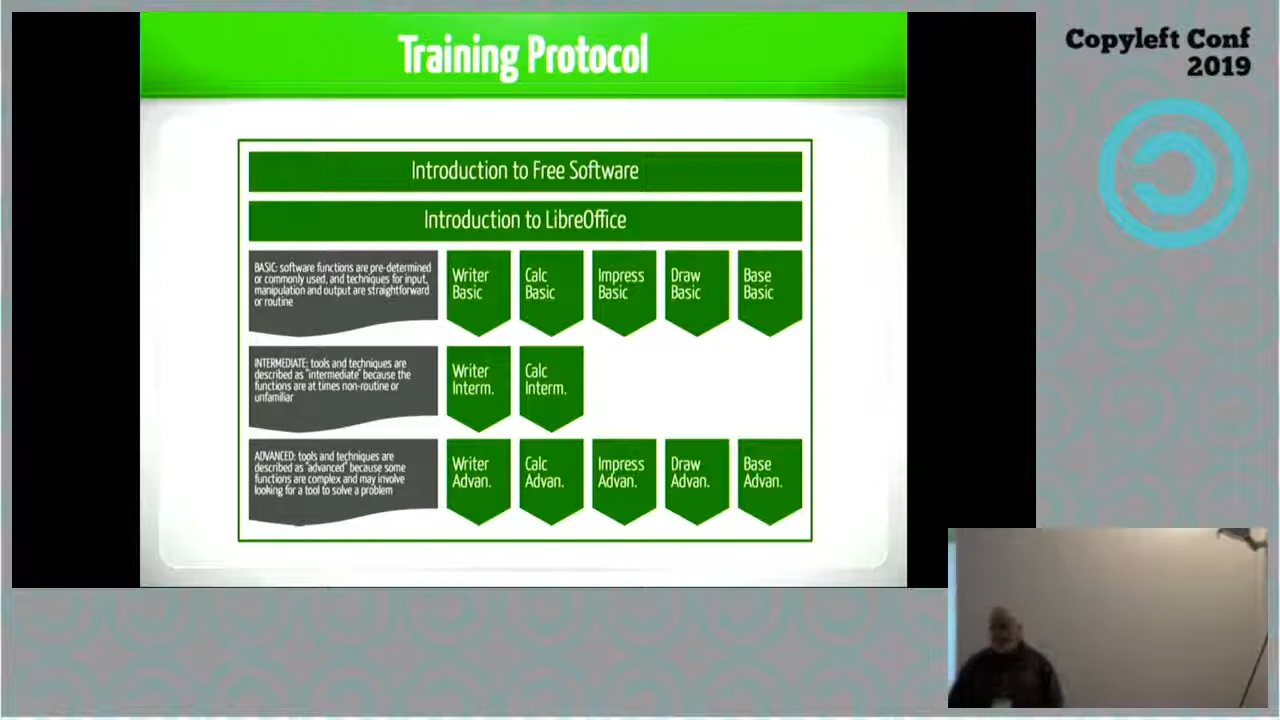 Training Protocol
Copyleft Conf
2019
Introduction to Free Software
Introduction to LibreOffice
BASIC: software functions are pre-determined
or commonly used, and techniques for input,
manipulation and output are straightforward
or routine
Writer
Basic
Calc
Basic
Impress
Basic
Draw
Basic
Base
Basic
INTERMEDIATE: tools and techniques are
described as "intermediate" because the
functions are at times non-routine or
unfamiliar
Writer
Interm.
Calc
Interm.
ADVANCED: tools and techniques are
described as "advanced" because some
functions are complex and may involve
looking for a tool to solve a problem
Writer
Advan.
Calc
Advan.
Impress
Advan.
Draw
Advan.
Base
Advan.